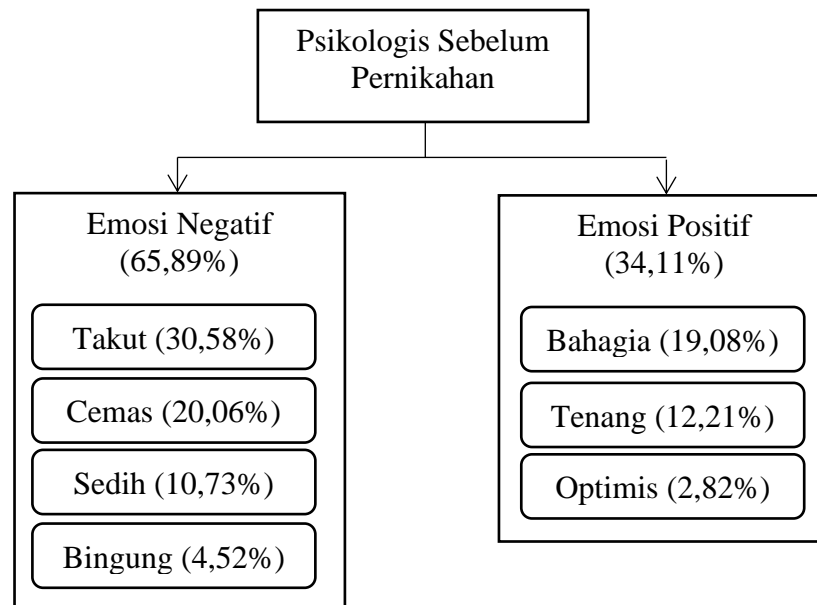 Psikologis Sebelum
Pernikahan
Emosi Negatif
(65,89%)
Takut (30,58%)
Cemas (20,06%)
Sedih (10,73%)
Bingung (4,52%)
Emosi Positif
(34,11%)
Bahagia (19,08%)
Tenang (12,21%)
Optimis (2,82%)